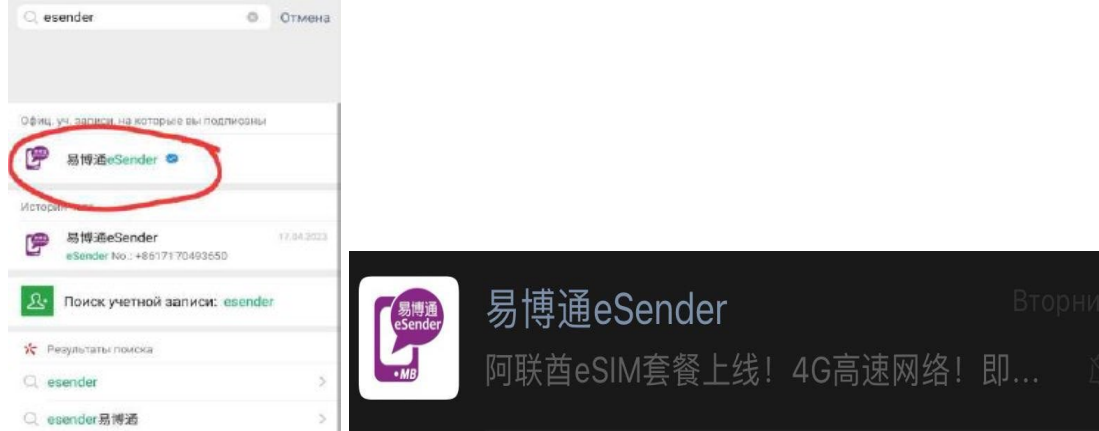 esender
Отмена
Офиц. уч. записи, на которые вы подписаны
易博通eSender
易博通eSender
17.04.2023
eSender No.: +8617170493650
Поиск учетной записи: esender
Результаты поиска
esender
esender易博通
易博通
eSender
•MB
易博通eSender
阿联酋eSIM套餐上线！4G高速网络！即...